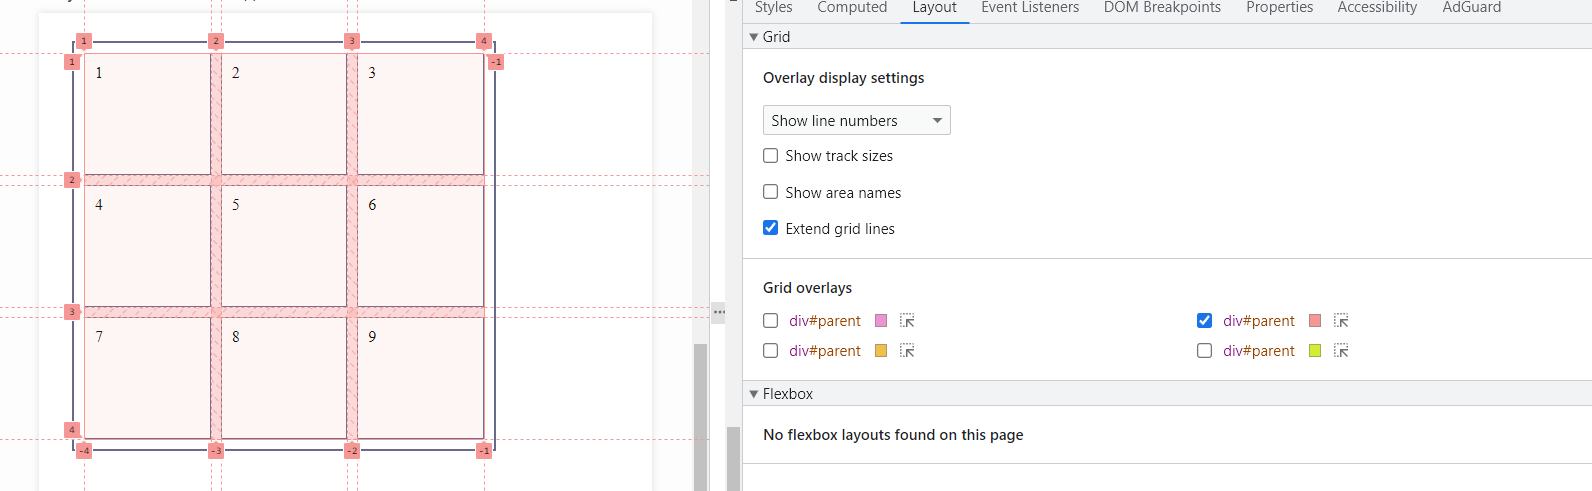 Styles Computed Layout Event Listeners DOM Breakpoints Properties Accessibility AdGuard
Grid
Overlay display settings
Show line numbers
Show track sizes
Show area names
Extend grid lines
Grid overlays
div#parent div#parent
div#parent div#parent
Flexbox
No flexbox layouts found on this page
1 2 3 4
1 -1
1 2 3
2
4 5 6
3
7 8 9
4
-4 -3 -2 -1